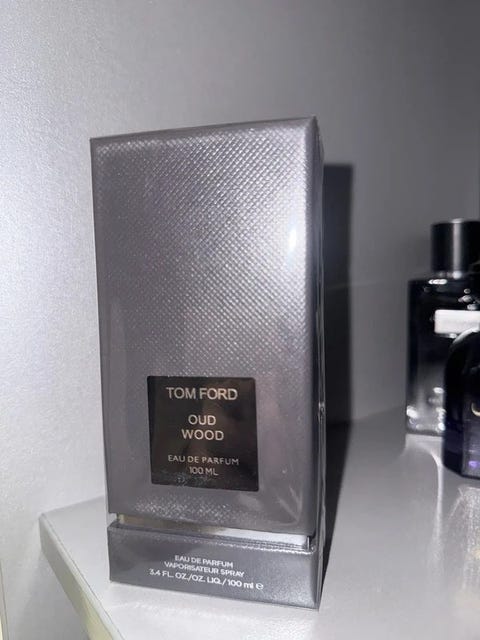 TOM FORD
OUD
WOOD
EAU DE PARFUM
100 ML
EAU DE PARFUM
VAPORISATEUR SPRAY
3.4 FL. OZ./OZ. LIQ./100 ml e